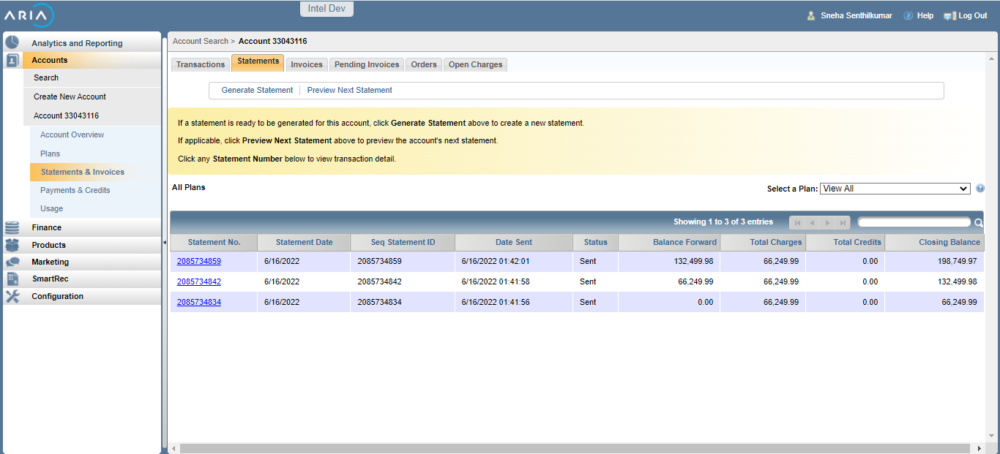 Intel Dev
ARIA
Sneha Senthilkumar
Help
Log Out
Analytics and Reporting
Accounts
Search
Create New Account
Account 33043116
Account Overview
Plans
Statements & Invoices
Payments & Credits
Usage
Finance
Products
Marketing
SmartRec
Configuration
Account Search > Account 33043116
Transactions Statements Invoices Pending Invoices Orders Open Charges
Generate Statement | Preview Next Statement
If a statement is ready to be generated for this account, click Generate Statement above to create a new statement.
If applicable, click Preview Next Statement above to preview the account's next statement.
Click any Statement Number below to view transaction detail.
All Plans
Select a Plan: View All
Showing 1 to 3 of 3 entries
Statement No. Statement Date Seq Statement ID Date Sent Status Balance Forward Total Charges Total Credits Closing Balance
2085734859 6/16/2022 2085734859 6/16/2022 01:42:01 Sent 132,499.98 66,249.99 0.00 198,749.97
2085734842 6/16/2022 2085734842 6/16/2022 01:41:58 Sent 66,249.99 66,249.99 0.00 132,499.98
2085734834 6/16/2022 2085734834 6/16/2022 01:41:56 Sent 0.00 66,249.99 0.00 66,249.99